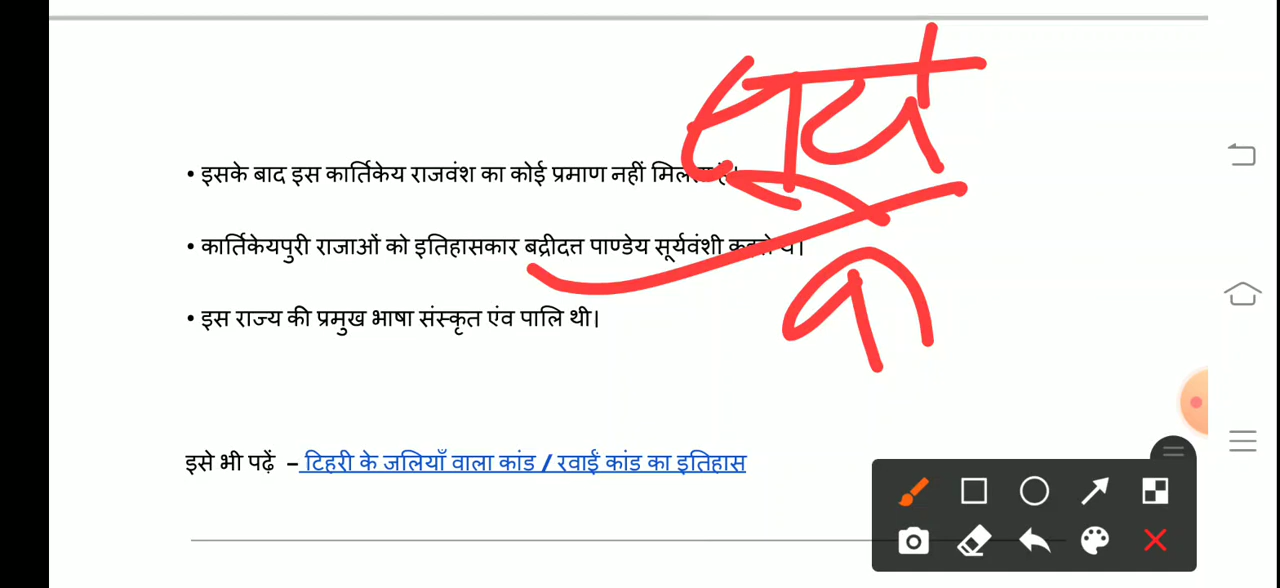 • इसके बाद इस कार्तिकेय राजवंश का कोई प्रमाण नहीं मिलता है।
• कार्तिकेयपुरी राजाओं को इतिहासकार बद्रीदत्त पाण्डेय सूर्यवंशी कहते थे।
• इस राज्य की प्रमुख भाषा संस्कृत एंव पालि थी।
इसे भी पढ़ें – टिहरी के जलियाँ वाला कांड / रवाईं कांड का इतिहास